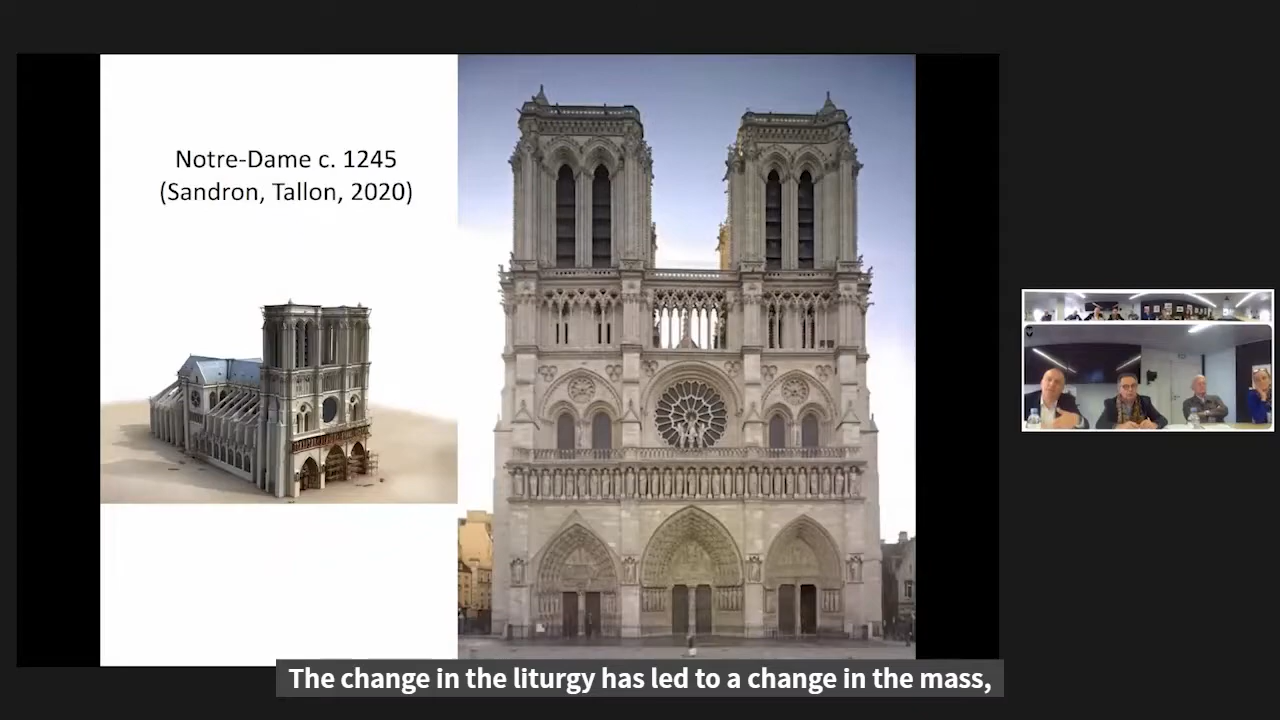 Notre-Dame c. 1245
(Sandron, Tallon, 2020)
The change in the liturgy has led to a change in the mass,